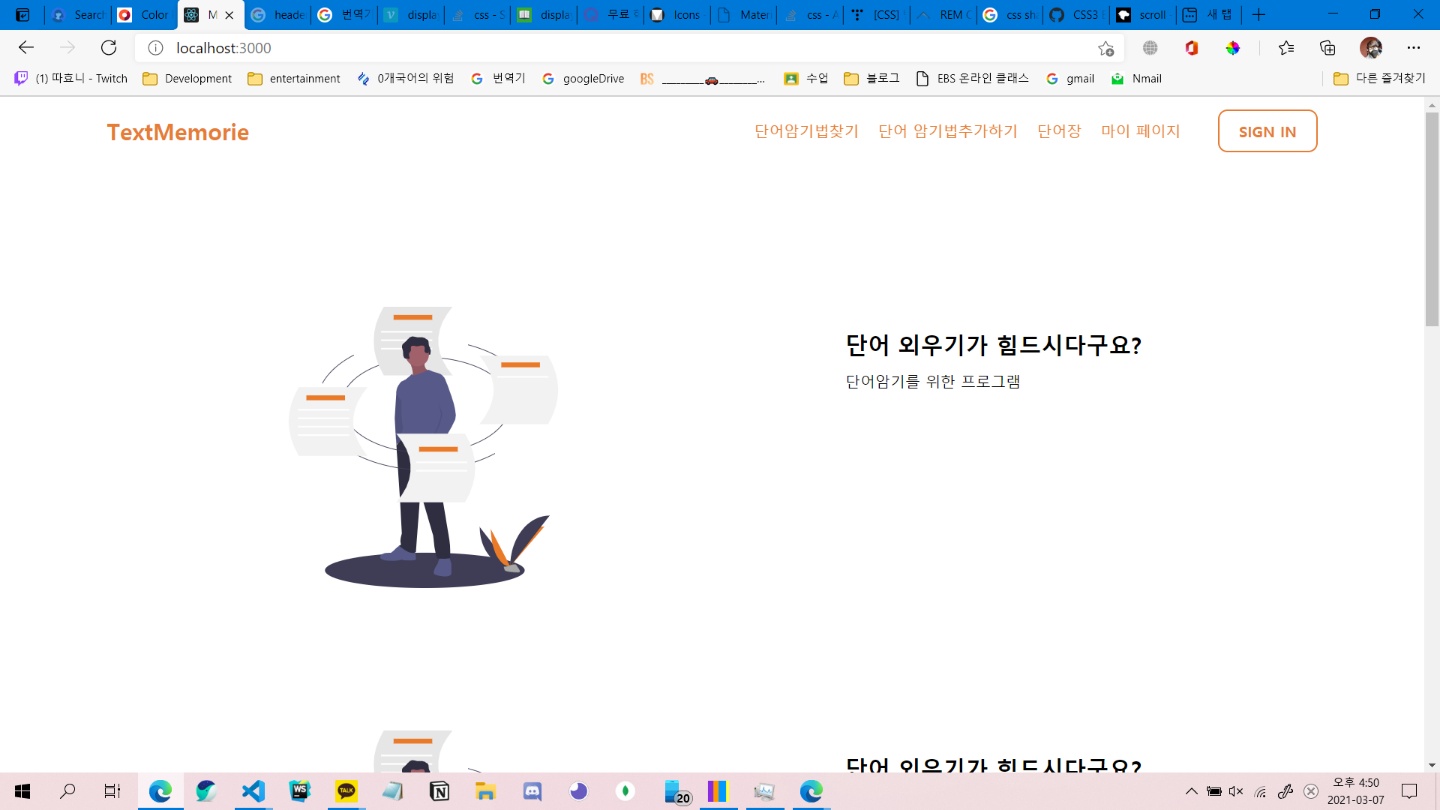 Search
Color
M
heade
번역기
displa
css - S
displa
무료
Icons
Mater
css - A
[CSS]
REM
css sh
CSS3
scroll
새 탭
localhost:3000
(1) 따효니 - Twitch
Development
entertainment
0개국어의 위험
번역기
googleDrive
수업
블로그
EBS 온라인 클래스
gmail
Nmail
다른 즐겨찾기
TextMemorie
단어암기법찾기
단어 암기법추가하기
단어장
마이 페이지
SIGN IN
단어 외우기가 힘드시다구요?
단어암기를 위한 프로그램
단어 외우기가 힘드시다구요?
WS
TALK
20
오후 4:50
2021-03-07